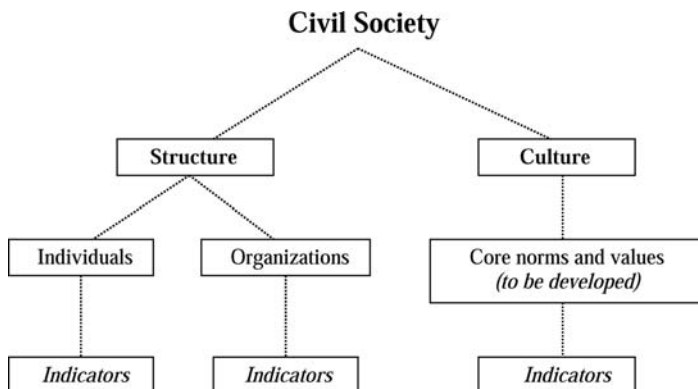 Civil Society
Structure
Culture
Individuals
Organizations
Core norms and values
(to be developed)
Indicators
Indicators
Indicators